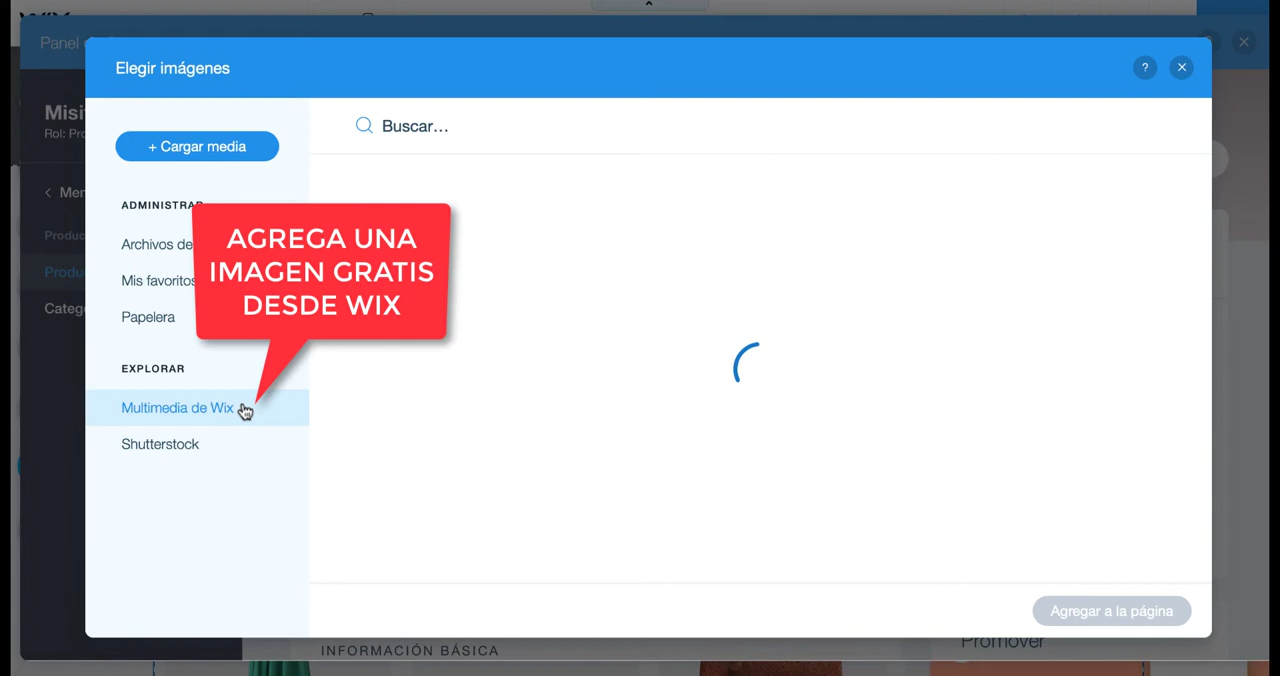 Panel
Elegir imágenes
?
Buscar...
+ Cargar media
Rol:
ADMINISTRAR
Archivos de
Mis favoritos
Papelera
AGREGA UNA
IMAGEN GRATIS
DESDE WIX
EXPLORAR
Multimedia de Wix
Shutterstock
Agregar a la página
INFORMACIÓN BÁSICA
Promover